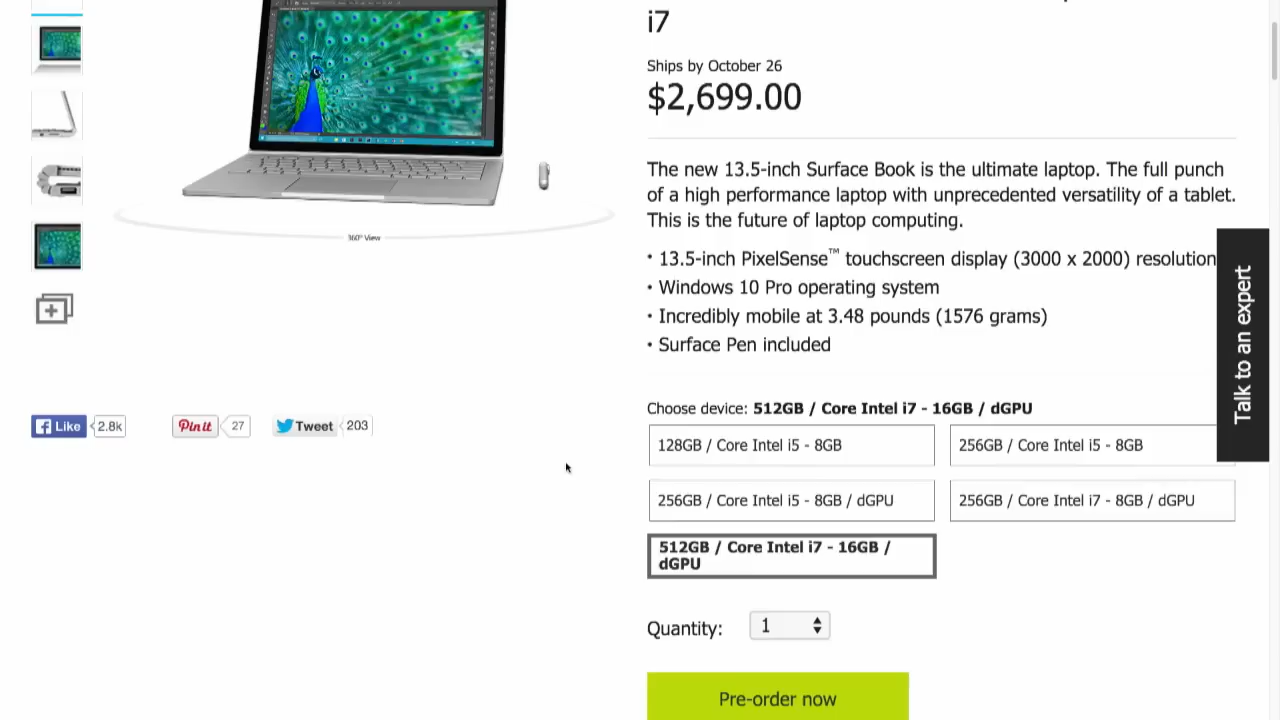 i7
Ships by October 26
$2,699.00
The new 13.5-inch Surface Book is the ultimate laptop. The full punch
of a high performance laptop with unprecedented versatility of a tablet.
This is the future of laptop computing.
• 13.5-inch PixelSense™ touchscreen display (3000 x 2000) resolution
• Windows 10 Pro operating system
• Incredibly mobile at 3.48 pounds (1576 grams)
• Surface Pen included
Talk to an expert
360° View
Like 2.8k
Pin it 27
Tweet 203
Choose device: 512GB / Core Intel i7 - 16GB / dGPU
128GB / Core Intel i5 - 8GB
256GB / Core Intel i5 - 8GB
256GB / Core Intel i5 - 8GB / dGPU
256GB / Core Intel i7 - 8GB / dGPU
512GB / Core Intel i7 - 16GB /
dGPU
Quantity: 1
Pre-order now